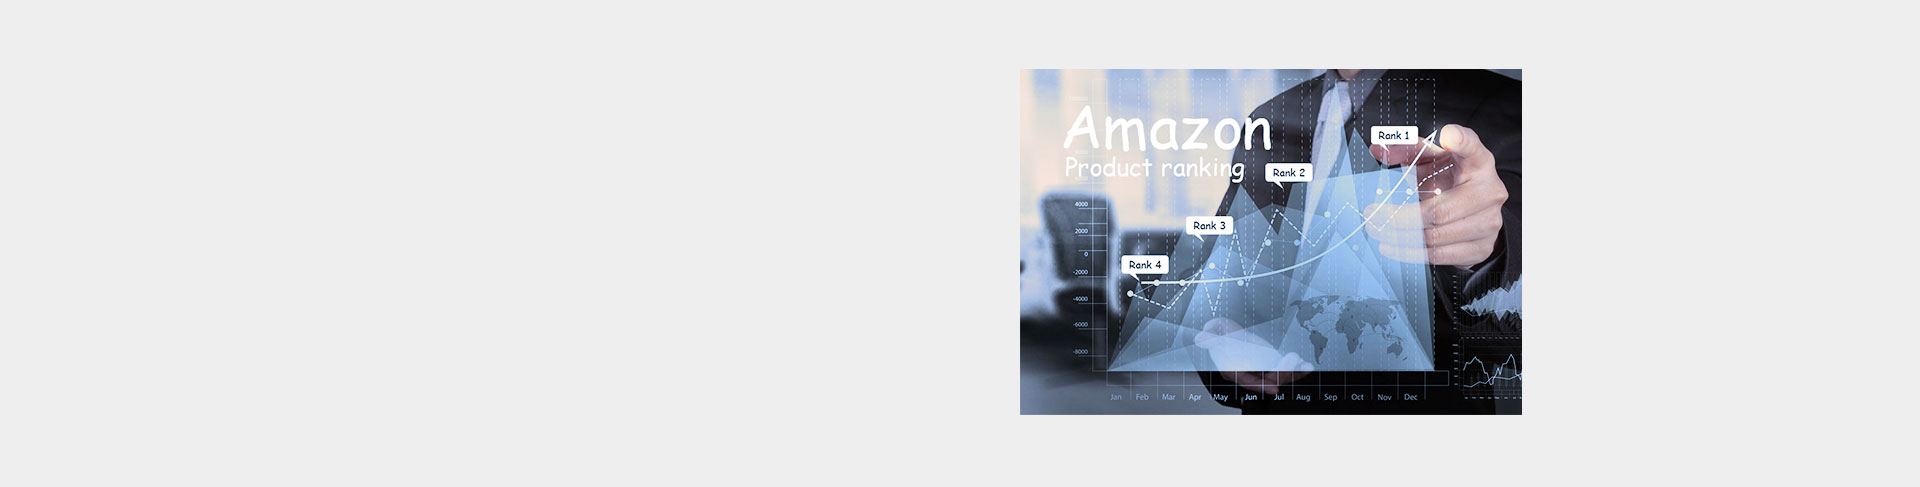 Amazon
Product ranking
Rank 1
Rank 2
Rank 3
Rank 4
4000
2000
0
-2000
-4000
-6000
-8000
Jan Feb Mar Apr May Jun Jul Aug Sep Oct Nov Dec